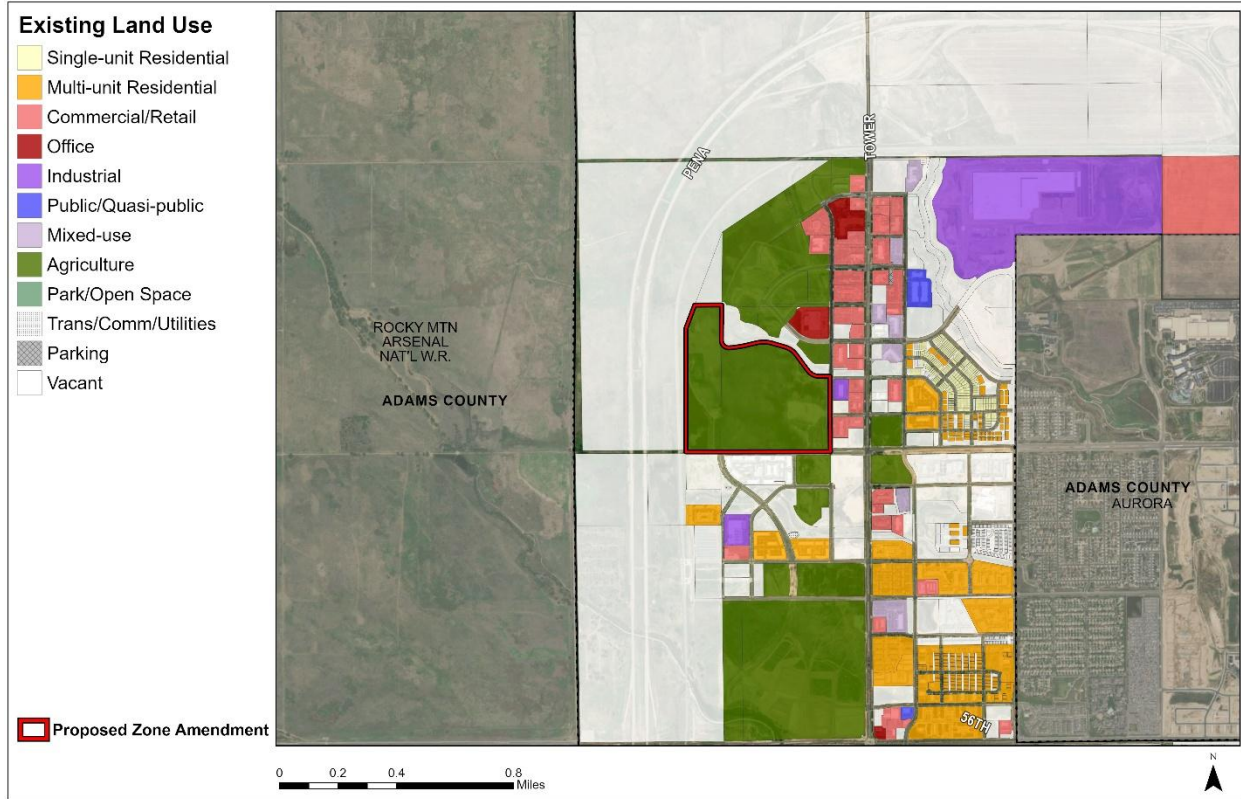 Existing Land Use
Single-unit Residential
Multi-unit Residential
Commercial/Retail
Office
Industrial
Public/Quasi-public
Mixed-use
Agriculture
Park/Open Space
Trans/Comm/Utilities
Parking
Vacant
Proposed Zone Amendment
PENA
TOWER
ROCKY MTN
ARSENAL
NAT'L W.R.
ADAMS COUNTY
ADAMS COUNTY
AURORA
56TH
0 0.2 0.4 0.8
Miles
N